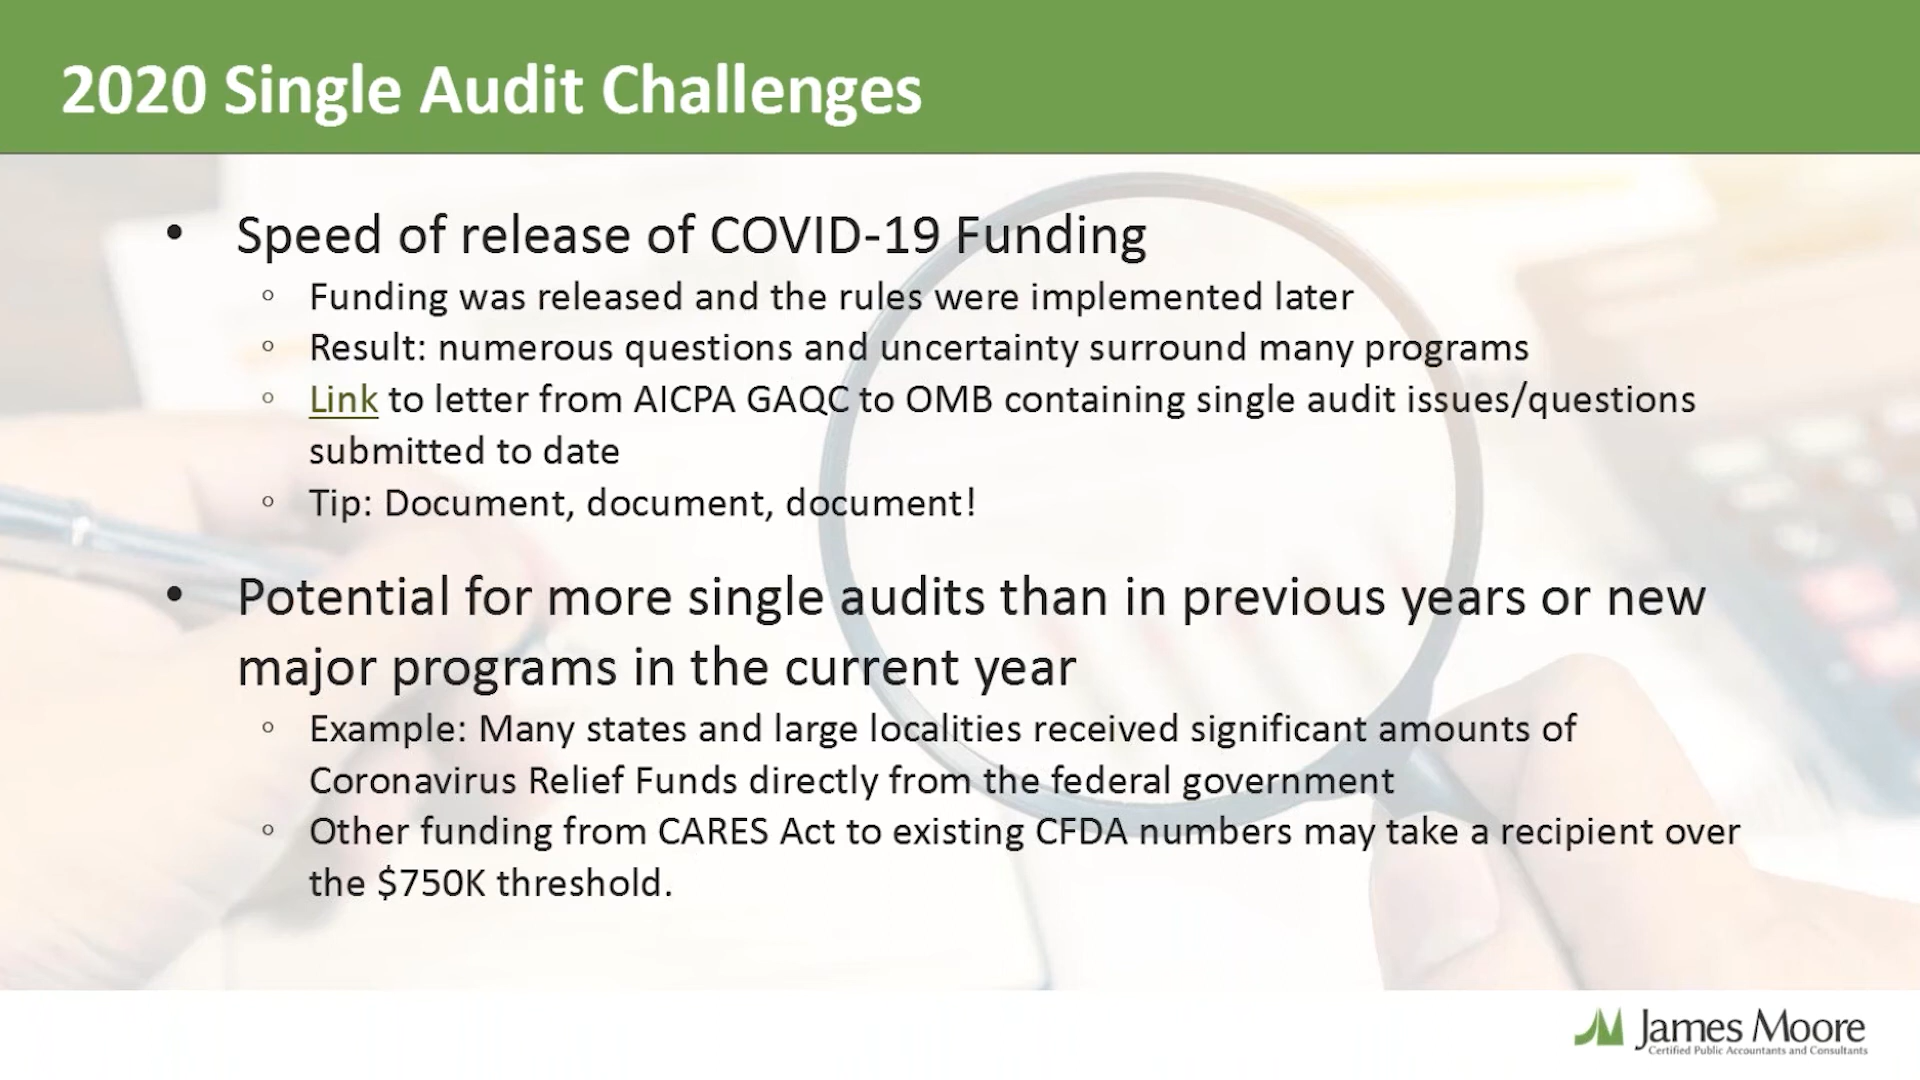 2020 Single Audit Challenges
• Speed of release of COVID-19 Funding
◦ Funding was released and the rules were implemented later
◦ Result: numerous questions and uncertainty surround many programs
◦ Link to letter from AICPA GAQC to OMB containing single audit issues/questions
submitted to date
◦ Tip: Document, document, document!
• Potential for more single audits than in previous years or new
major programs in the current year
◦ Example: Many states and large localities received significant amounts of
Coronavirus Relief Funds directly from the federal government
◦ Other funding from CARES Act to existing CFDA numbers may take a recipient over
the $750K threshold.
James Moore
Certified Public Accountants and Consultants